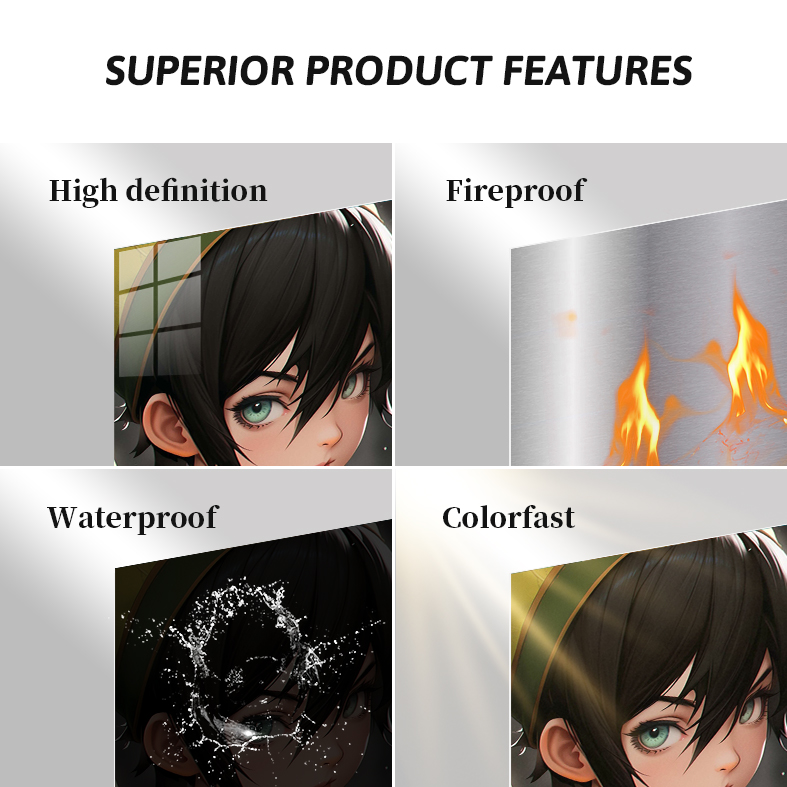 SUPERIOR PRODUCT FEATURES
High definition
Fireproof
Waterproof
Colorfast